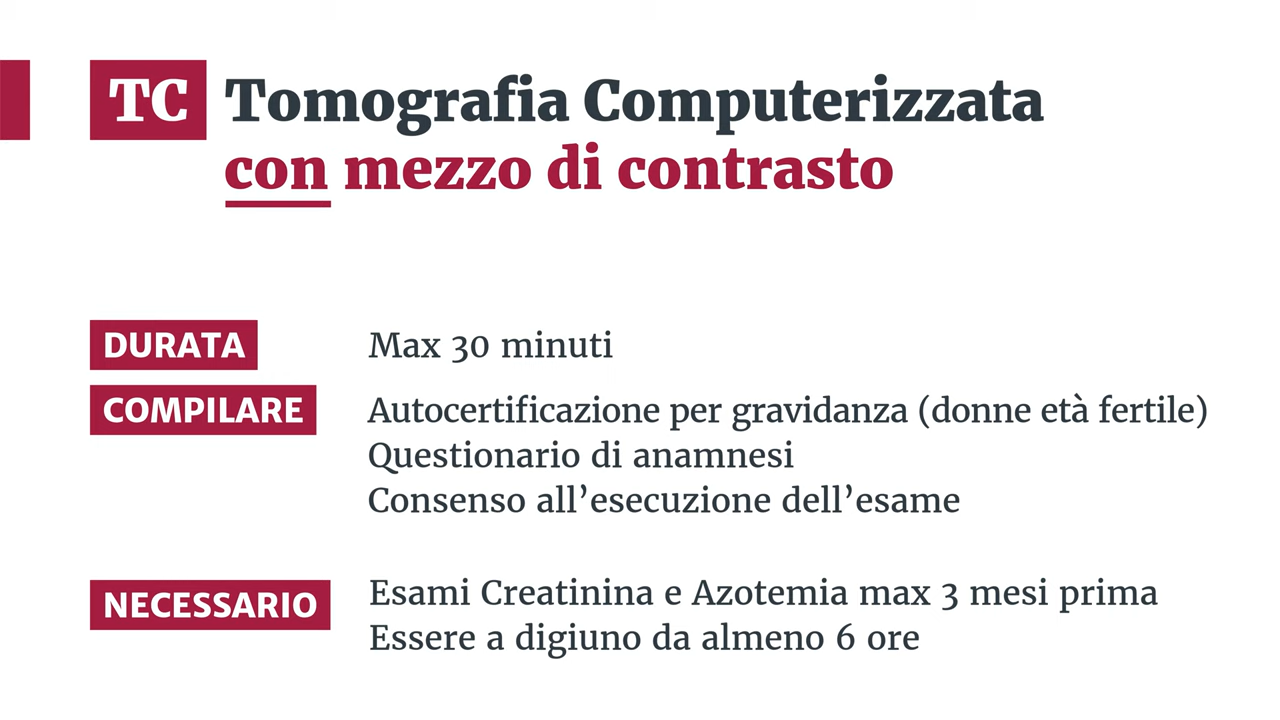 TC Tomografia Computerizzata
con mezzo di contrasto
DURATA Max 30 minuti
COMPILARE Autocertificazione per gravidanza (donne età fertile)
Questionario di anamnesi
Consenso all’esecuzione dell’esame
NECESSARIO Esami Creatinina e Azotemia max 3 mesi prima
Essere a digiuno da almeno 6 ore